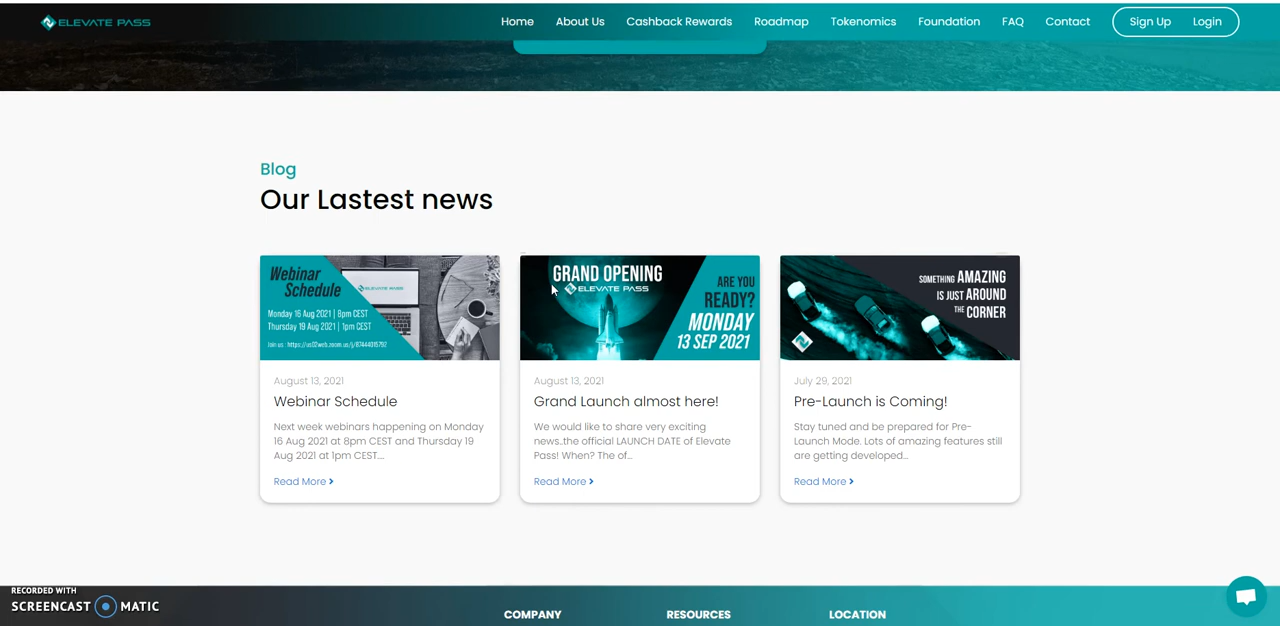 ELEVATE PASS
Home About Us Cashback Rewards Roadmap Tokenomics Foundation FAQ Contact Sign Up Login
Blog
Our Lastest news
Webinar
Schedule
Monday 16 Aug 2021 | 8pm CEST
Thursday 19 Aug 2021 | 1pm CEST
Join us : https://us02web.zoom.us/j/87444015792
ELEVATE PASS
August 13, 2021
Webinar Schedule
Next week webinars happening on Monday
16 Aug 2021 at 8pm CEST and Thursday 19
Aug 2021 at 1pm CEST....
Read More
GRAND OPENING
ELEVATE PASS
ARE YOU
READY?
MONDAY
13 SEP 2021
August 13, 2021
Grand Launch almost here!
We would like to share very exciting
news..the official LAUNCH DATE of Elevate
Pass! When? The of...
Read More
SOMETHING AMAZING
IS JUST AROUND
THE CORNER
July 29, 2021
Pre-Launch is Coming!
Stay tuned and be prepared for Pre-
Launch Mode. Lots of amazing features still
are getting developed...
Read More
RECORDED WITH
SCREENCAST MATIC
COMPANY RESOURCES LOCATION